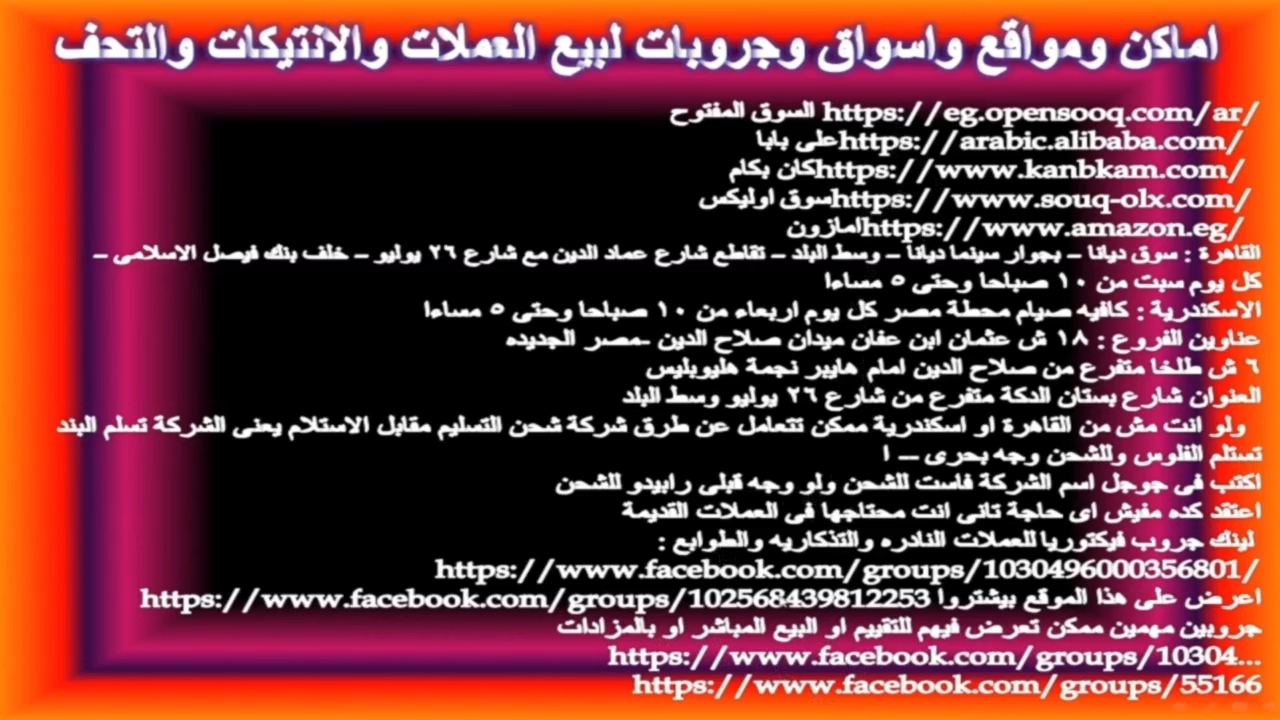 اماكن ومواقع واسواق وجروبات لبيع العملات والانتيكات والتحف
https://eg.opensooq.com/ar/ السوق المفتوح
https://arabic.alibaba.com/على بابا
https://www.kanbkam.com/كان بكام
https://www.souq-olx.com/سوق اوليكس
https://www.amazon.eg/امازون
القاهرة : سوق ديانا – بجوار سينما ديانا – وسط البلد – تقاطع شارع عماد الدين مع شارع ٢٦ يوليو – خلف بنك فيصل الاسلامى –
كل يوم سبت من ١٠ صباحا وحتى ٥ مساءا
الاسكندرية : كافيه صيام محطة مصر كل يوم اربعاء من ١٠ صباحا وحتى ٥ مساءا
عناوين الفروع : ١٨ ش عثمان ابن عفان ميدان صلاح الدين -مصر الجديده
٦ ش طلخا متفرع من صلاح الدين امام هايبر نجمة هليوبليس
العنوان شارع بستان الدكة متفرع من شارع ٢٦ يوليو وسط البلد
ولو انت مش من القاهرة او اسكندرية ممكن تتعامل عن طرق شركة شحن التسليم مقابل الاستلام يعنى الشركة تسلم البند
تستلم الفلوس وللشحن وجه بحرى – ا
اكتب فى جوجل اسم الشركة فاست للشحن ولو وجه قبلى رابيدو للشحن
اعتقد كده مفيش اى حاجة تانى انت محتاجها فى العملات القديمة
لينك جروب فيكتوريا للعملات النادره والتذكاريه والطوابع :
https://www.facebook.com/groups/1030496000356801/
اعرض على هذا الموقع بيشتروا https://www.facebook.com/groups/102568439812253
جروبين مهمين ممكن تعرض فيهم للتقييم او البيع المباشر او بالمزادات
https://www.facebook.com/groups/10304...
https://www.facebook.com/groups/55166